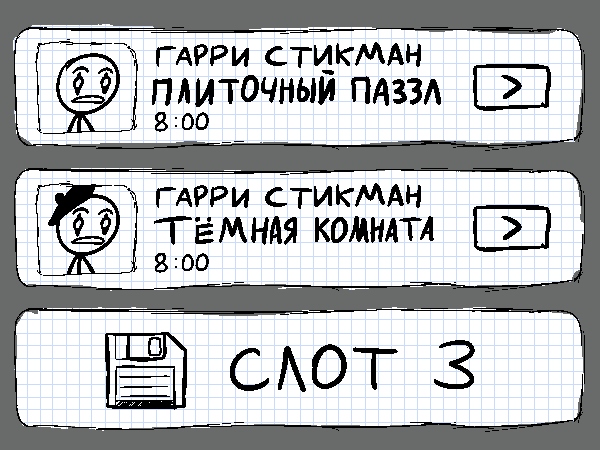 ГАРРИ СТИКМАН
ПЛИТОЧНЫЙ ПАЗЗЛ
8:00
>
ГАРРИ СТИКМАН
ТЁМНАЯ КОМНАТА
8:00
>
СЛОТ 3